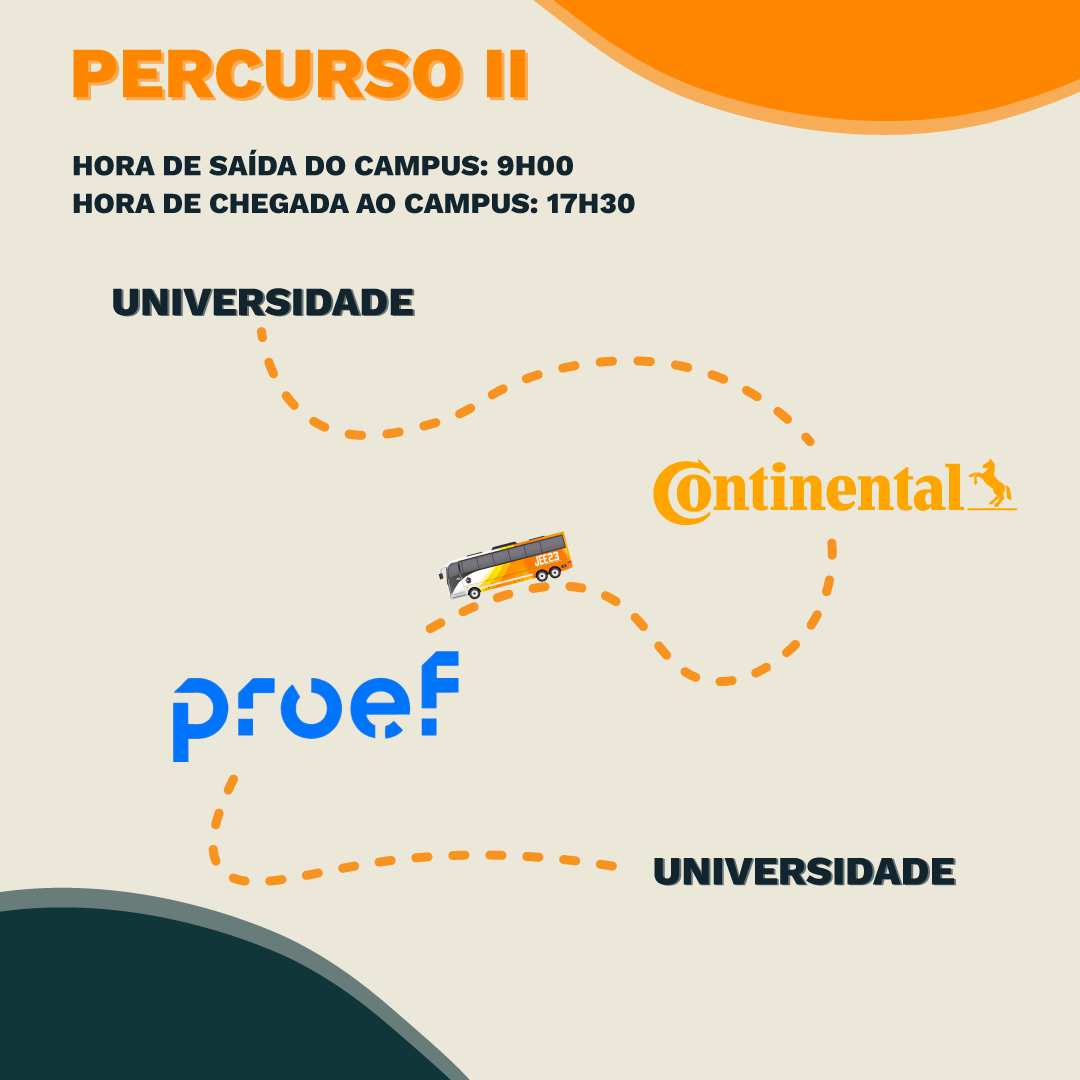 PERCURSO II
HORA DE SAÍDA DO CAMPUS: 9H00
HORA DE CHEGADA AO CAMPUS: 17H30
UNIVERSIDADE
Continental
JEE23
proef
UNIVERSIDADE